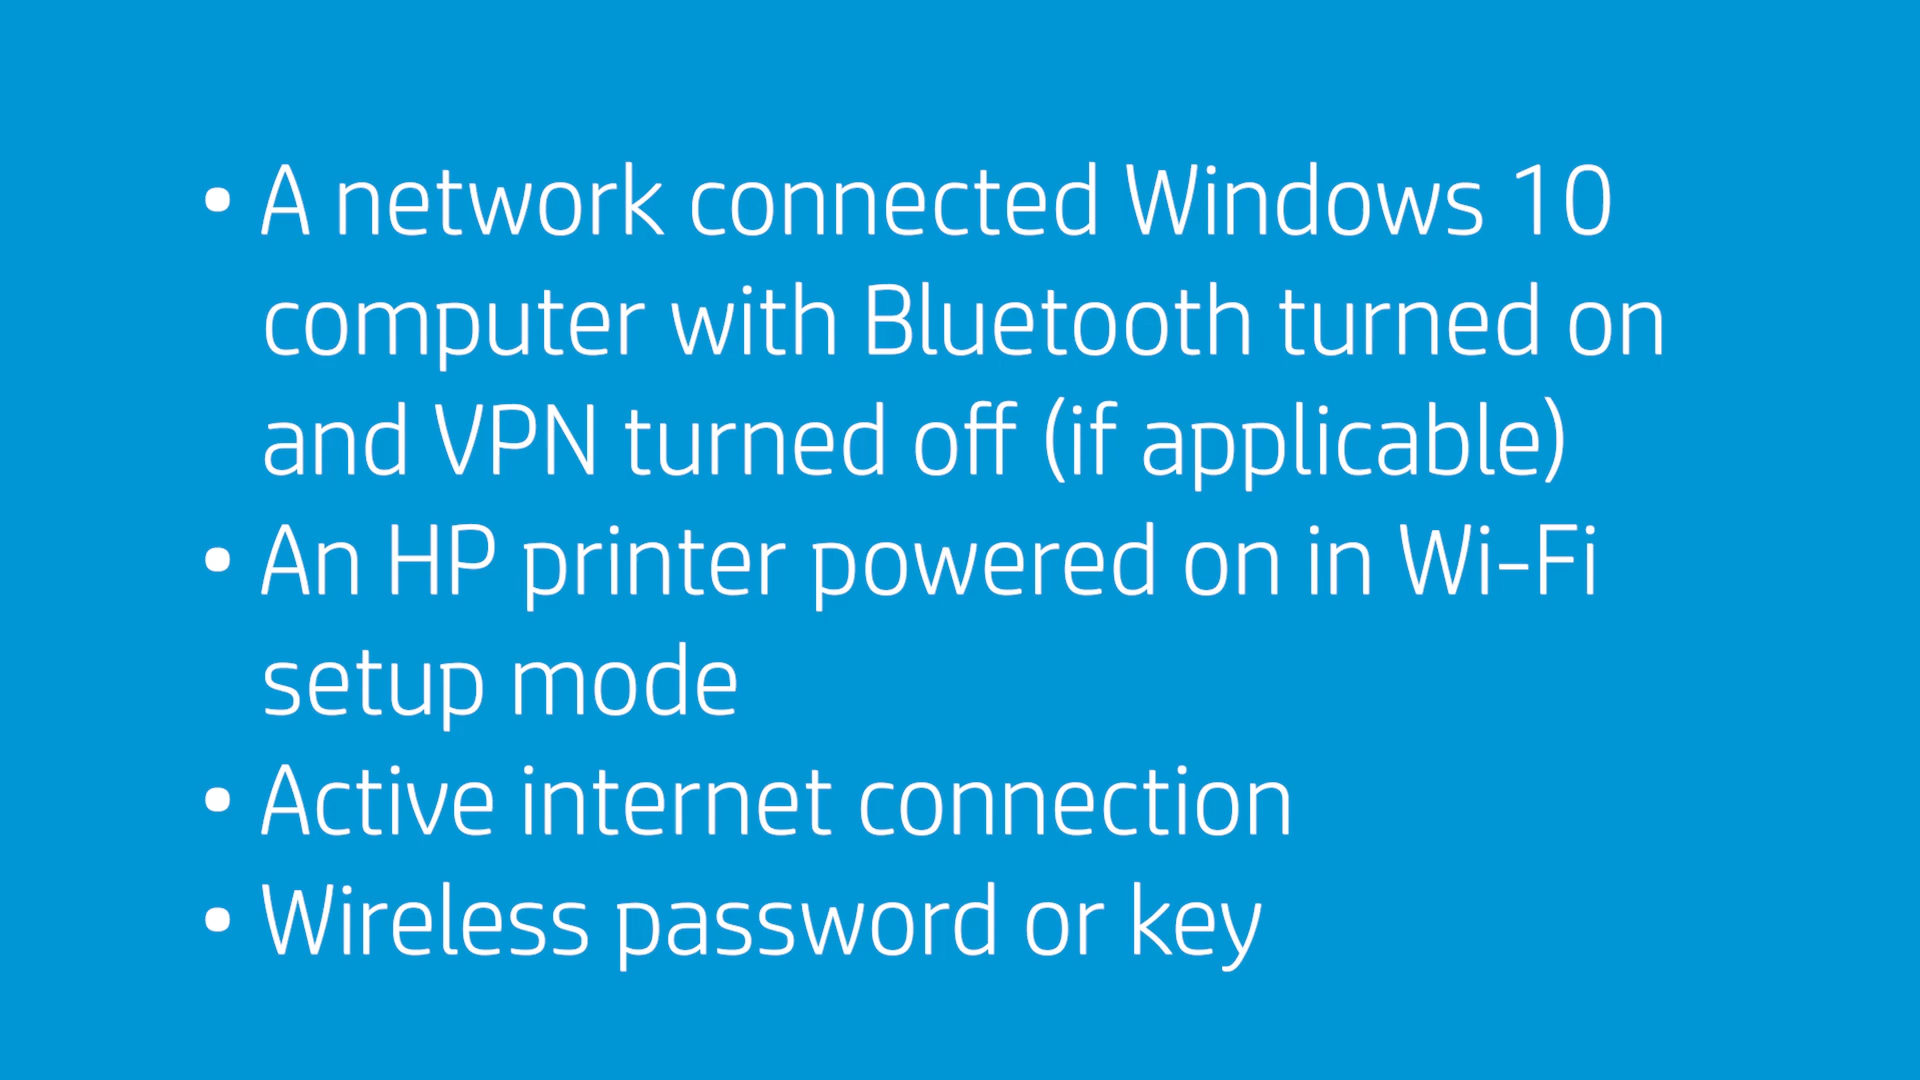 • A network connected Windows 10
computer with Bluetooth turned on
and VPN turned off (if applicable)
• An HP printer powered on in Wi-Fi
setup mode
• Active internet connection
• Wireless password or key